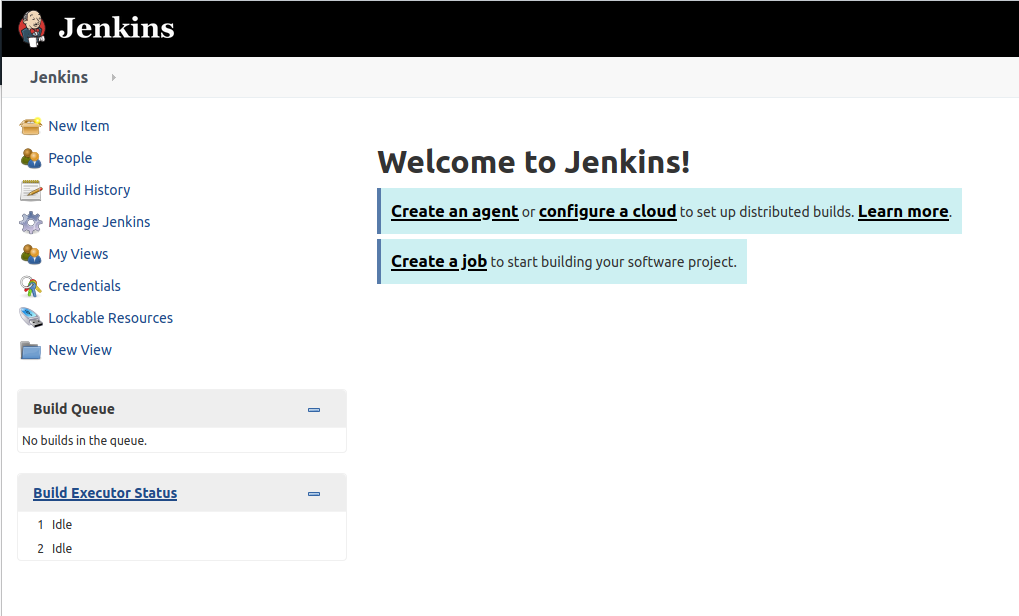 Jenkins
Jenkins
New Item
People
Build History
Manage Jenkins
My Views
Credentials
Lockable Resources
New View
Build Queue
No builds in the queue.
Build Executor Status
1 Idle
2 Idle
Welcome to Jenkins!
Create an agent or configure a cloud to set up distributed builds. Learn more.
Create a job to start building your software project.